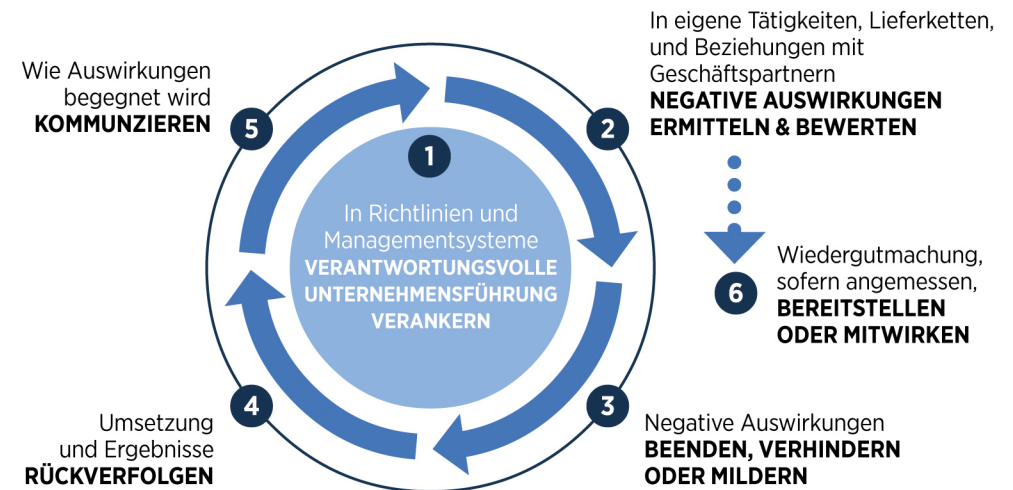 1
In Richtlinien und
Managementsysteme
VERANTWORTUNGSVOLLE
UNTERNEHMENSFÜHRUNG
VERANKERN
2
In eigene Tätigkeiten, Lieferketten,
und Beziehungen mit
Geschäftspartnern
NEGATIVE AUSWIRKUNGEN
ERMITTELN & BEWERTEN
3
Negative Auswirkungen
BEENDEN, VERHINDERN
ODER MILDERN
4
Umsetzung
und Ergebnisse
RÜCKVERFOLGEN
5
Wie Auswirkungen
begegnet wird
KOMMUNZIEREN
6
Wiedergutmachung,
sofern angemessen,
BEREITSTELLEN
ODER MITWIRKEN